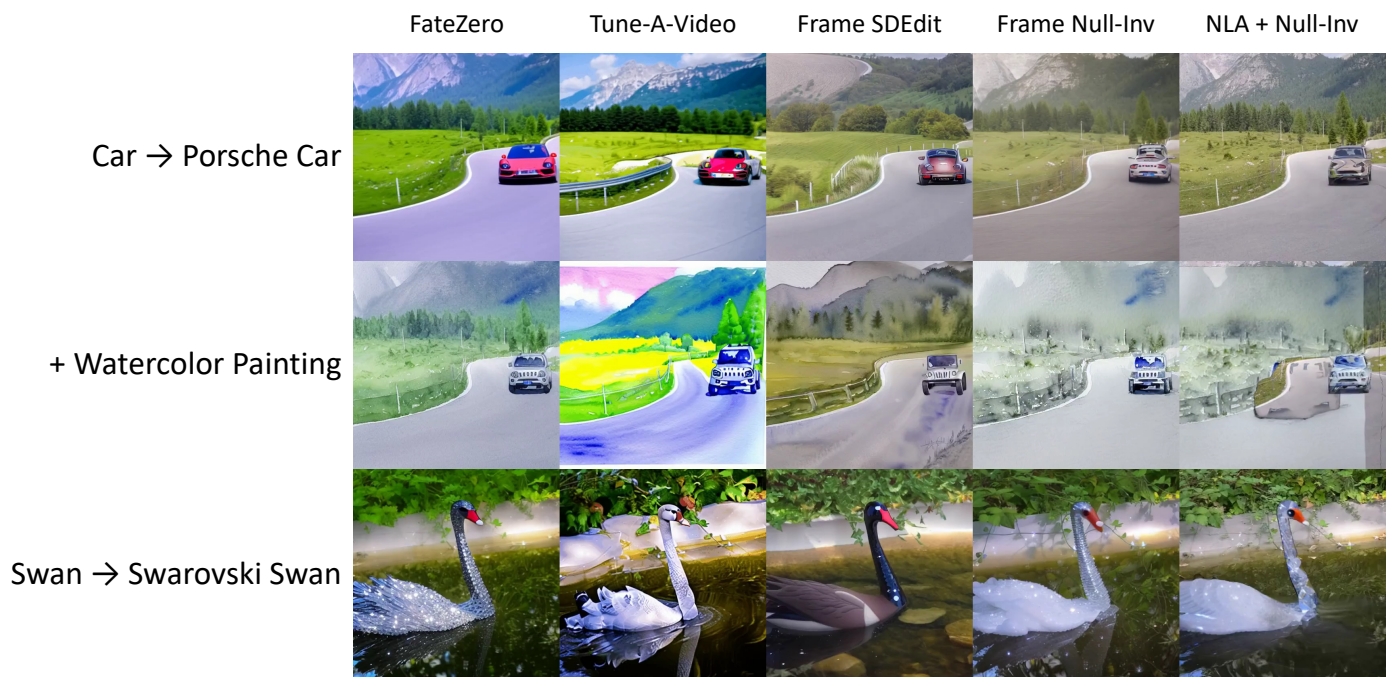 FateZero Tune-A-Video Frame SDEdit Frame Null-Inv NLA + Null-Inv
Car → Porsche Car
+ Watercolor Painting
Swan → Swarovski Swan